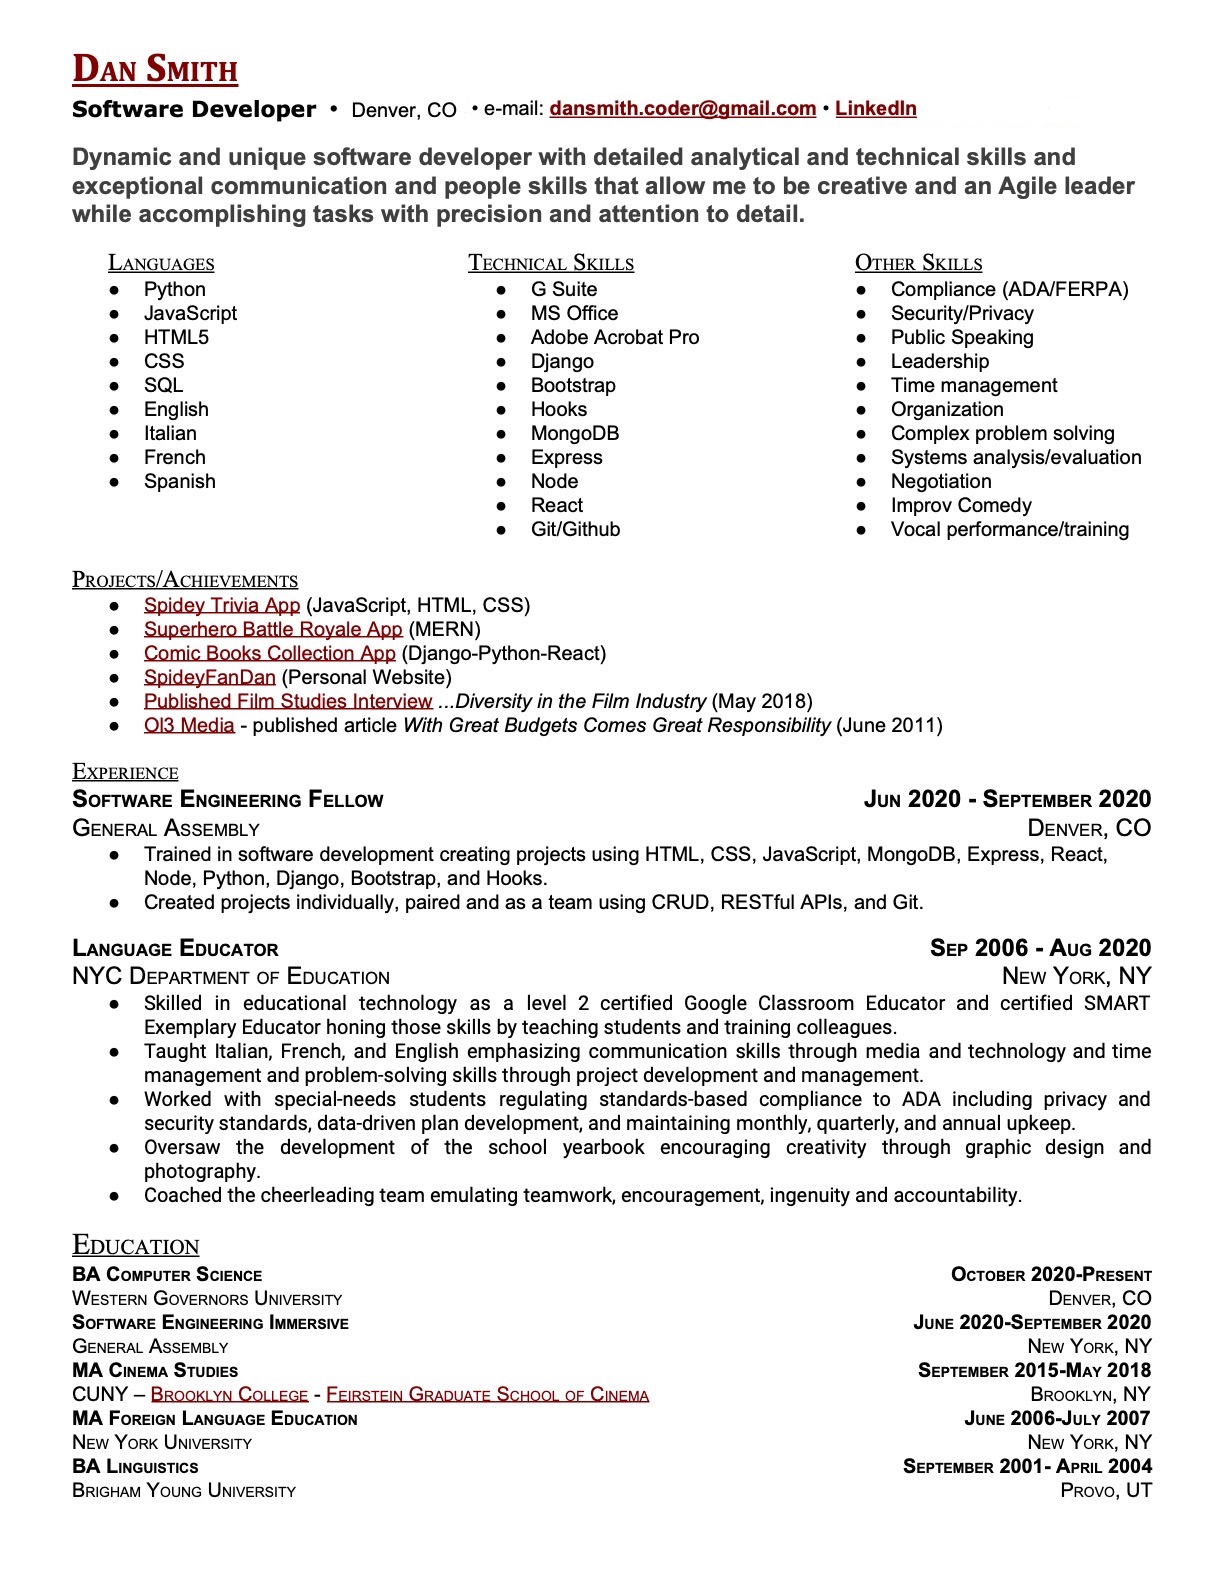 DAN SMITH
Software Developer • Denver, CO • e-mail: dansmith.coder@gmail.com • LinkedIn
Dynamic and unique software developer with detailed analytical and technical skills and
exceptional communication and people skills that allow me to be creative and an Agile leader
while accomplishing tasks with precision and attention to detail.
LANGUAGES
● Python
● JavaScript
● HTML5
● CSS
● SQL
● English
● Italian
● French
● Spanish
TECHNICAL SKILLS
● G Suite
● MS Office
● Adobe Acrobat Pro
● Django
● Bootstrap
● Hooks
● MongoDB
● Express
● Node
● React
● Git/Github
OTHER SKILLS
● Compliance (ADA/FERPA)
● Security/Privacy
● Public Speaking
● Leadership
● Time management
● Organization
● Complex problem solving
● Systems analysis/evaluation
● Negotiation
● Improv Comedy
● Vocal performance/training
PROJECTS/ACHIEVEMENTS
● Spidey Trivia App (JavaScript, HTML, CSS)
● Superhero Battle Royale App (MERN)
● Comic Books Collection App (Django-Python-React)
● SpideyFanDan (Personal Website)
● Published Film Studies Interview ...Diversity in the Film Industry (May 2018)
● Ol3 Media - published article With Great Budgets Comes Great Responsibility (June 2011)
EXPERIENCE
SOFTWARE ENGINEERING FELLOW JUN 2020 - SEPTEMBER 2020
GENERAL ASSEMBLY DENVER, CO
● Trained in software development creating projects using HTML, CSS, JavaScript, MongoDB, Express, React,
Node, Python, Django, Bootstrap, and Hooks.
● Created projects individually, paired and as a team using CRUD, RESTful APIs, and Git.
LANGUAGE EDUCATOR SEP 2006 - AUG 2020
NYC DEPARTMENT OF EDUCATION NEW YORK, NY
● Skilled in educational technology as a level 2 certified Google Classroom Educator and certified SMART
Exemplary Educator honing those skills by teaching students and training colleagues.
● Taught Italian, French, and English emphasizing communication skills through media and technology and time
management and problem-solving skills through project development and management.
● Worked with special-needs students regulating standards-based compliance to ADA including privacy and
security standards, data-driven plan development, and maintaining monthly, quarterly, and annual upkeep.
● Oversaw the development of the school yearbook encouraging creativity through graphic design and
photography.
● Coached the cheerleading team emulating teamwork, encouragement, ingenuity and accountability.
EDUCATION
BA COMPUTER SCIENCE OCTOBER 2020-PRESENT
WESTERN GOVERNORS UNIVERSITY DENVER, CO
SOFTWARE ENGINEERING IMMERSIVE JUNE 2020-SEPTEMBER 2020
GENERAL ASSEMBLY NEW YORK, NY
MA CINEMA STUDIES SEPTEMBER 2015-MAY 2018
CUNY – BROOKLYN COLLEGE - FEIRSTEIN GRADUATE SCHOOL OF CINEMA BROOKLYN, NY
MA FOREIGN LANGUAGE EDUCATION JUNE 2006-JULY 2007
NEW YORK UNIVERSITY NEW YORK, NY
BA LINGUISTICS SEPTEMBER 2001- APRIL 2004
BRIGHAM YOUNG UNIVERSITY PROVO, UT